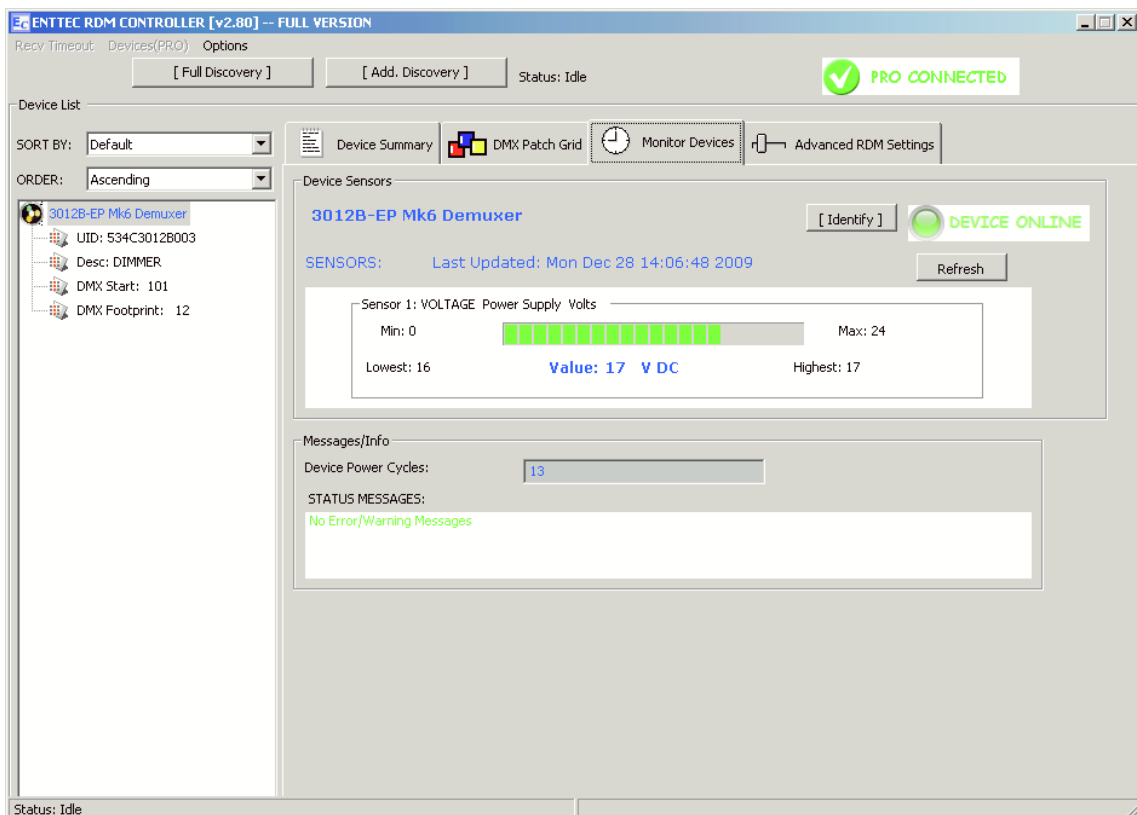 ENTTEC RDM CONTROLLER [v2.80] -- FULL VERSION
Recv Timeout Devices(PRO) Options
[ Full Discovery ] [ Add. Discovery ] Status: Idle PRO CONNECTED
Device List
SORT BY: Default
ORDER: Ascending
3012B-EP Mk6 Demuxer
UID: 534C3012B003
Desc: DIMMER
DMX Start: 101
DMX Footprint: 12
Device Summary DMX Patch Grid Monitor Devices Advanced RDM Settings
Device Sensors
3012B-EP Mk6 Demuxer [ Identify ] DEVICE ONLINE
SENSORS: Last Updated: Mon Dec 28 14:06:48 2009 Refresh
Sensor 1: VOLTAGE Power Supply Volts
Min: 0 Max: 24
Lowest: 16 Value: 17 V DC Highest: 17
Messages/Info
Device Power Cycles: 13
STATUS MESSAGES:
No Error/Warning Messages
Status: Idle